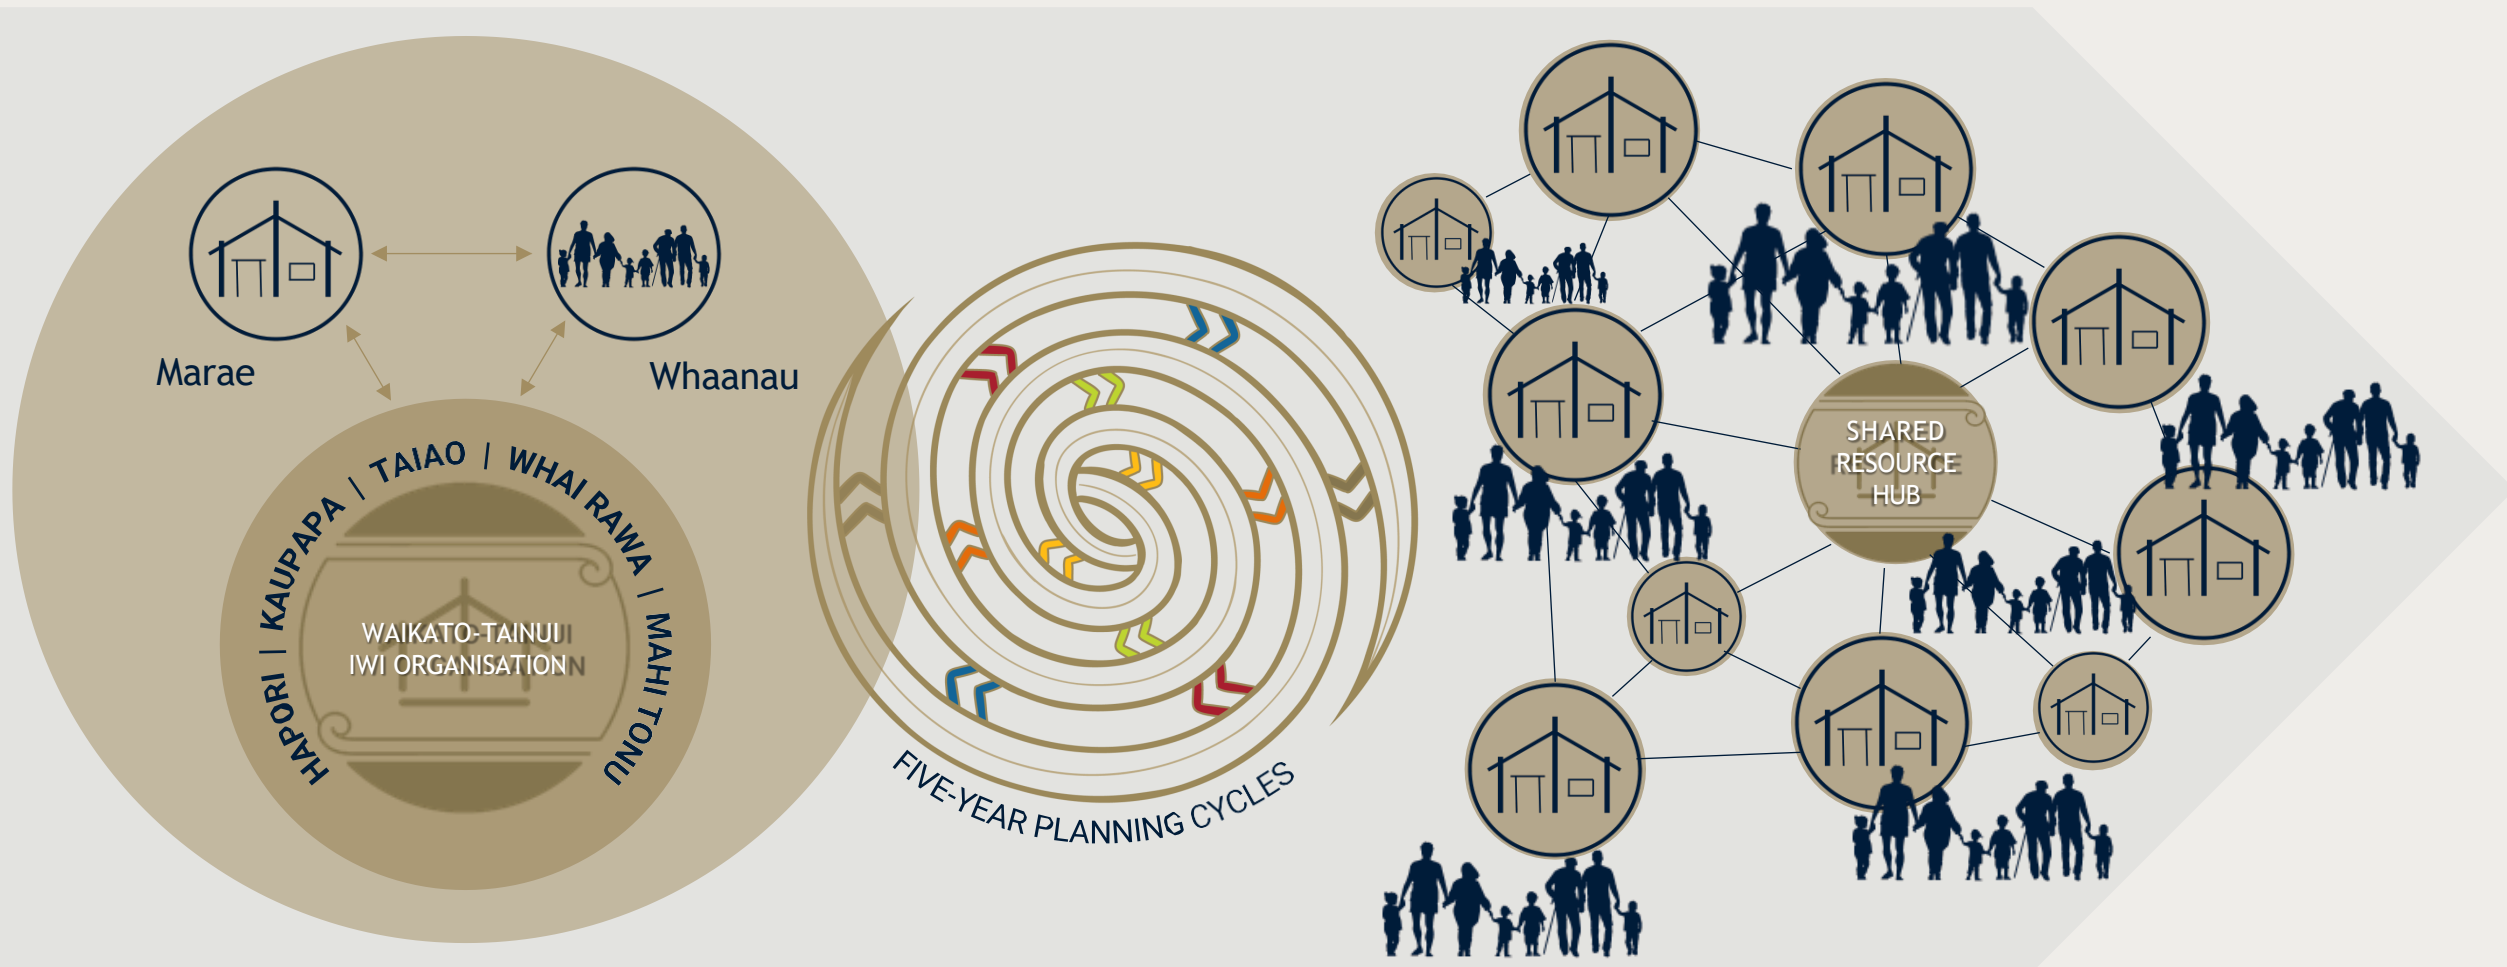 Marae
Whaanau
HAPORI | KAUPAPA | TAIAO | WHAI RAWA | MAHI TONU
WAIKATO-TAINUI
IWI ORGANISATION
FIVE-YEAR PLANNING CYCLES
SHARED
RESOURCE
HUB